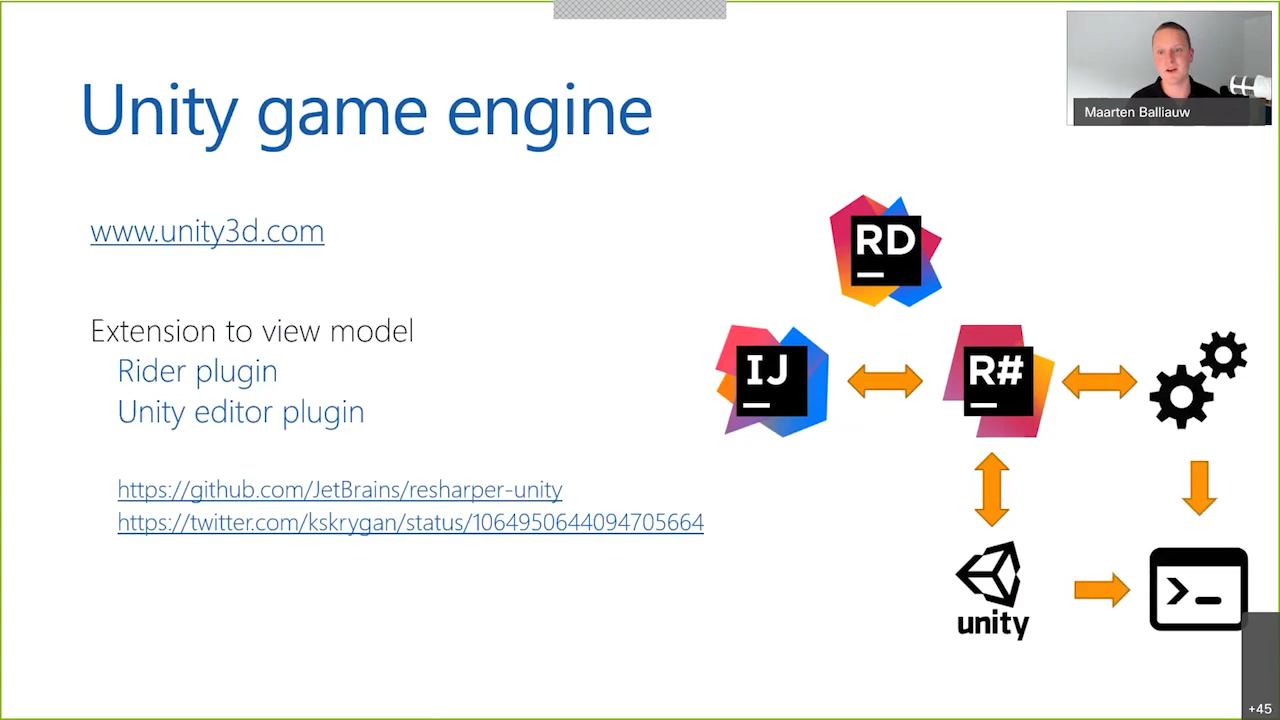 Unity game engine
Maarten Balliauw
www.unity3d.com
RD
Extension to view model
Rider plugin
Unity editor plugin
IJ
R#
https://github.com/JetBrains/resharper-unity
https://twitter.com/kskrygan/status/1064950644094705664
unity
+45